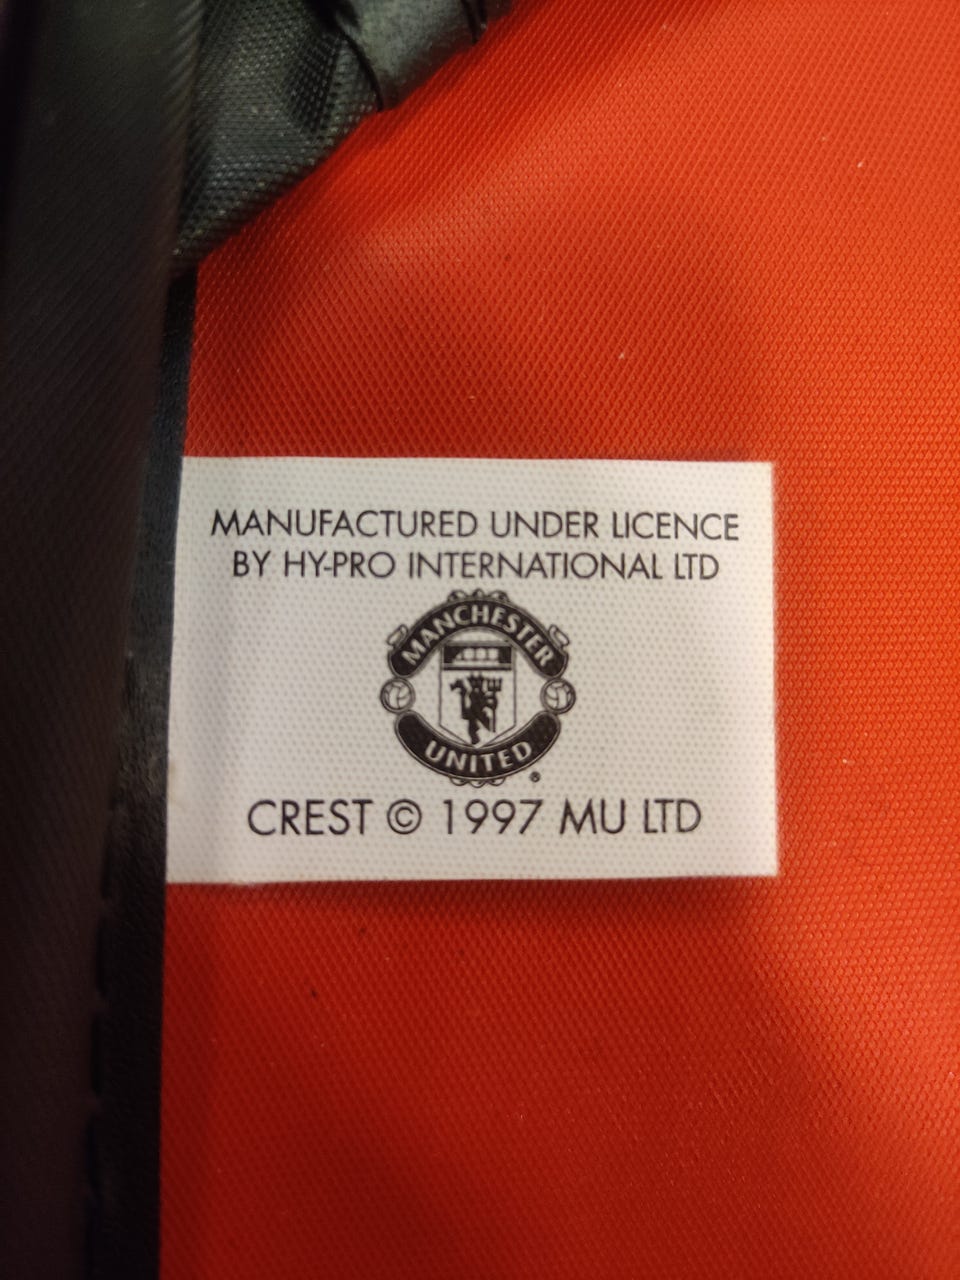 MANUFACTURED UNDER LICENCE
BY HY-PRO INTERNATIONAL LTD
MANCHESTER
UNITED
®
CREST © 1997 MU LTD